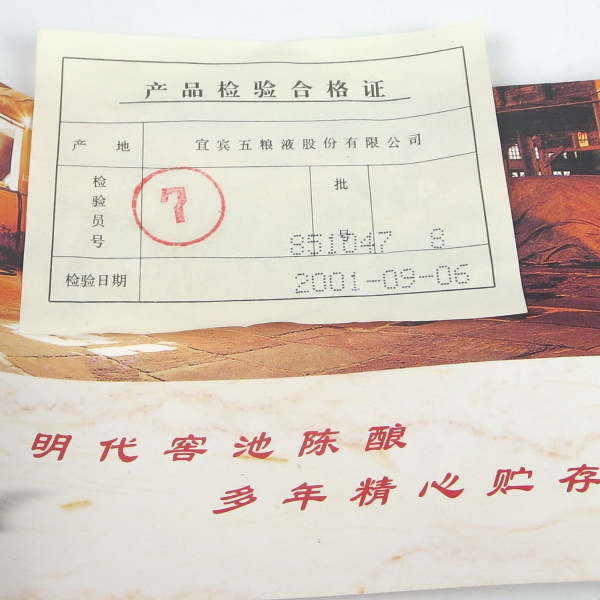 产品检验合格证
产 地 宜宾五粮液股份有限公司
检验员号 7 批号 851047 8
检验日期 2001-09-06
明代窖池陈酿
多年精心贮存